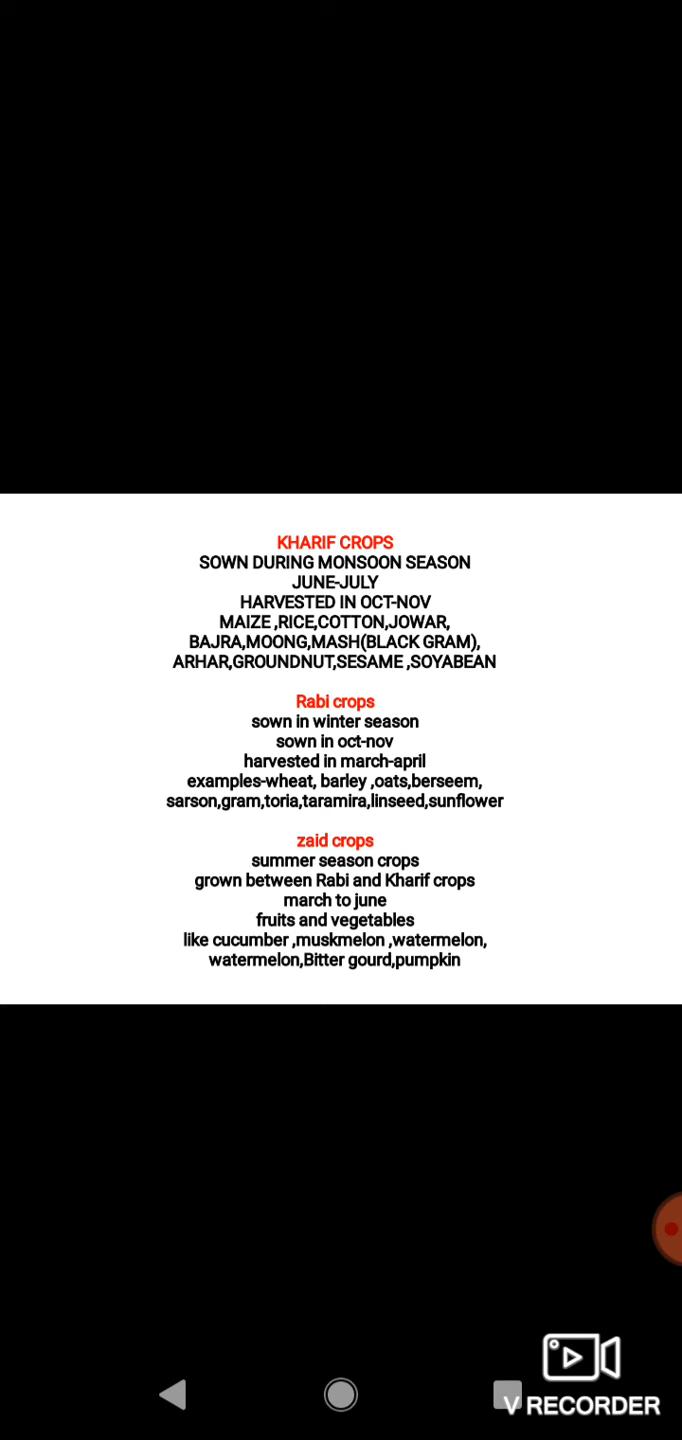 KHARIF CROPS
SOWN DURING MONSOON SEASON
JUNE-JULY
HARVESTED IN OCT-NOV
MAIZE ,RICE,COTTON,JOWAR,
BAJRA,MOONG,MASH(BLACK GRAM),
ARHAR,GROUNDNUT,SESAME ,SOYABEAN
Rabi crops
sown in winter season
sown in oct-nov
harvested in march-april
examples-wheat, barley ,oats,berseem,
sarson,gram,toria,taramira,linseed,sunflower
zaid crops
summer season crops
grown between Rabi and Kharif crops
march to june
fruits and vegetables
like cucumber ,muskmelon ,watermelon,
watermelon,Bitter gourd,pumpkin
V RECORDER